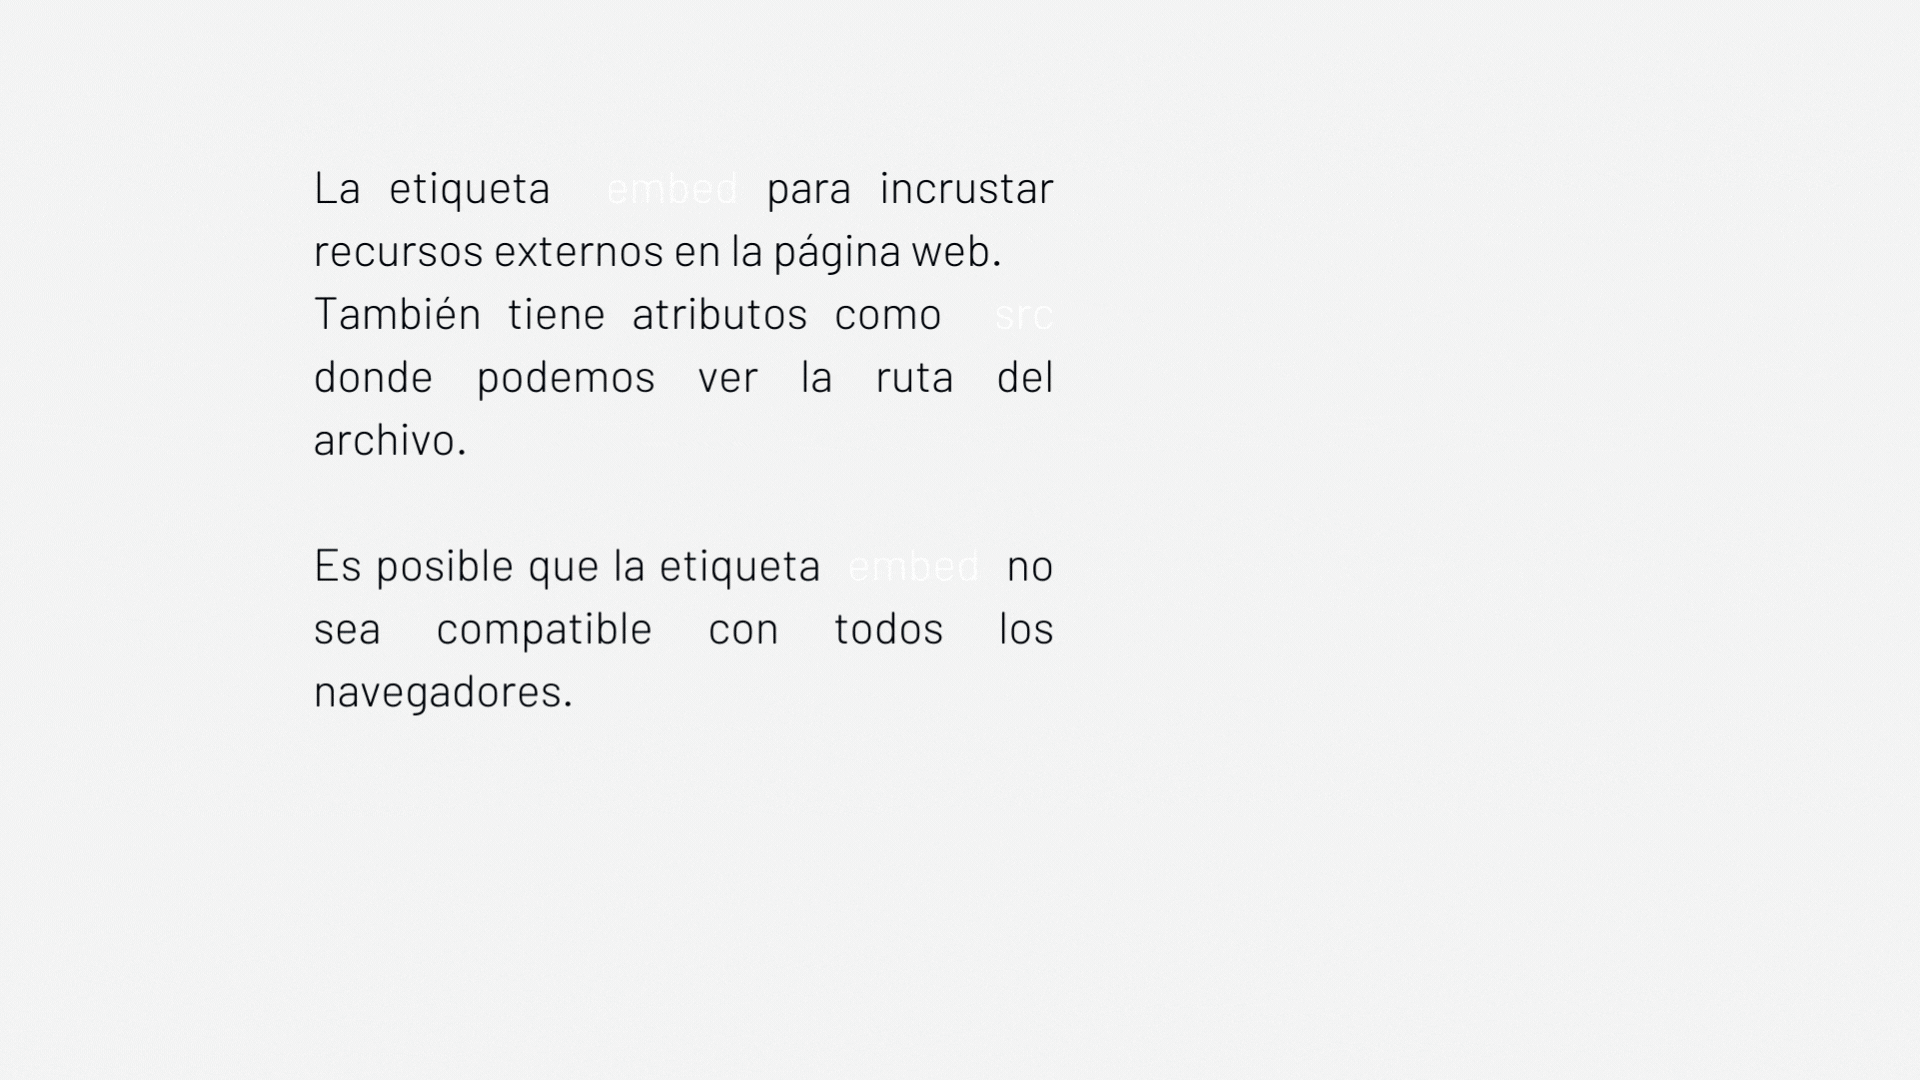 La etiqueta embed para incrustar
recursos externos en la página web.
También tiene atributos como src
donde podemos ver la ruta del
archivo.
Es posible que la etiqueta embed no
sea compatible con todos los
navegadores.